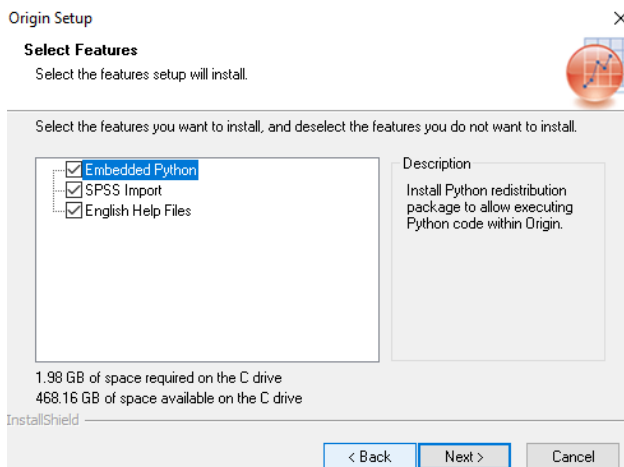 Origin Setup
Select Features
Select the features setup will install.
Select the features you want to install, and deselect the features you do not want to install.
Embedded Python
SPSS Import
English Help Files
Description
Install Python redistribution
package to allow executing
Python code within Origin.
1.98 GB of space required on the C drive
468.16 GB of space available on the C drive
InstallShield
< Back
Next >
Cancel